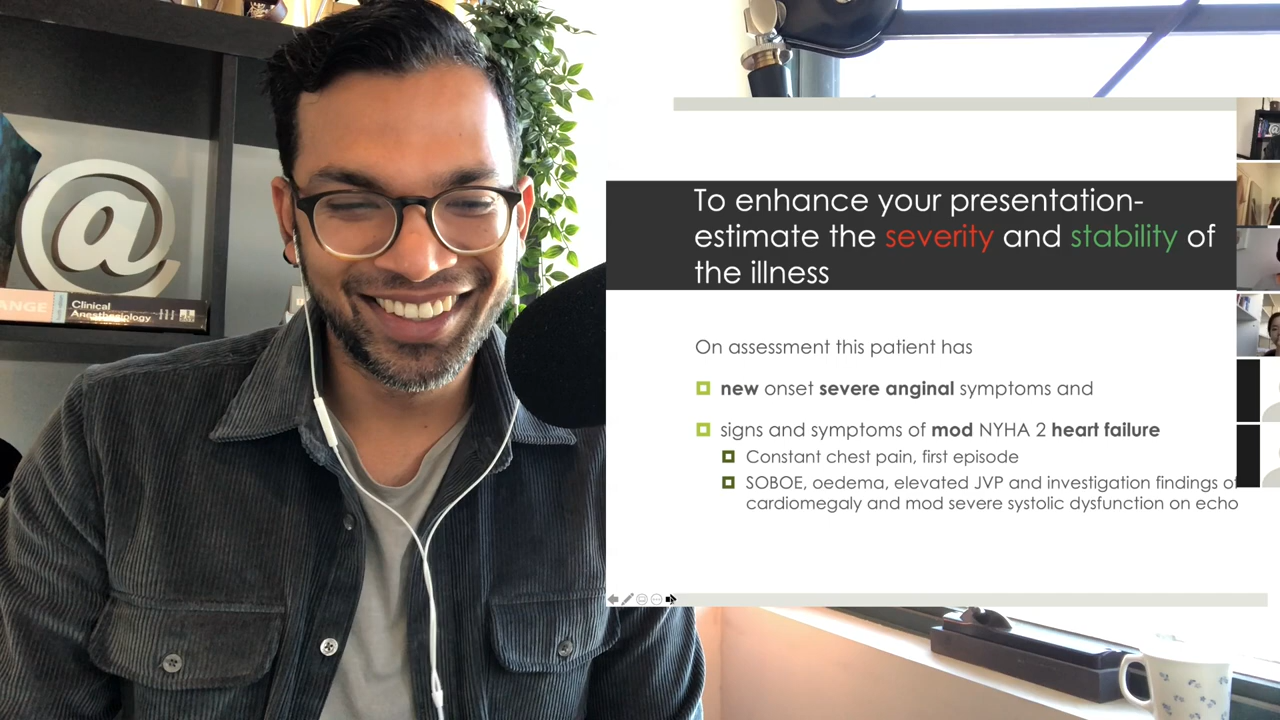 @
ANGE
Clinical
Anesthesiology
To enhance your presentation-
estimate the severity and stability of
the illness
On assessment this patient has
new onset severe anginal symptoms and
signs and symptoms of mod NYHA 2 heart failure
Constant chest pain, first episode
SOBOE, oedema, elevated JVP and investigation findings of
cardiomegaly and mod severe systolic dysfunction on echo